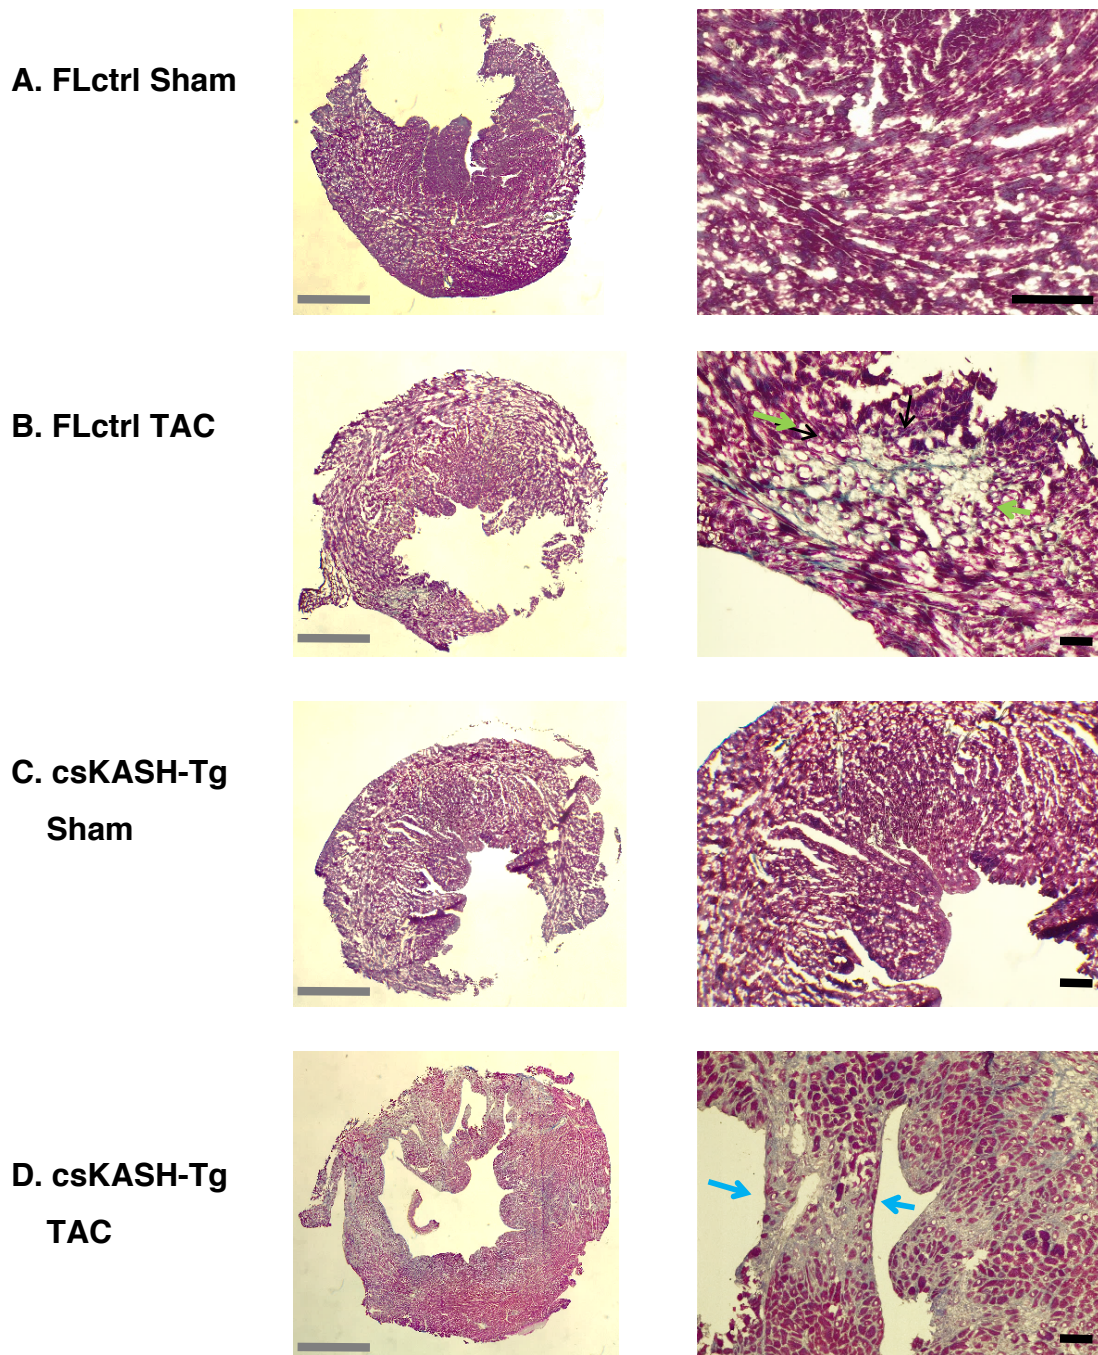 A. FLctrl Sham
B. FLctrl TAC
C. csKASH-Tg
Sham
D. csKASH-Tg
TAC